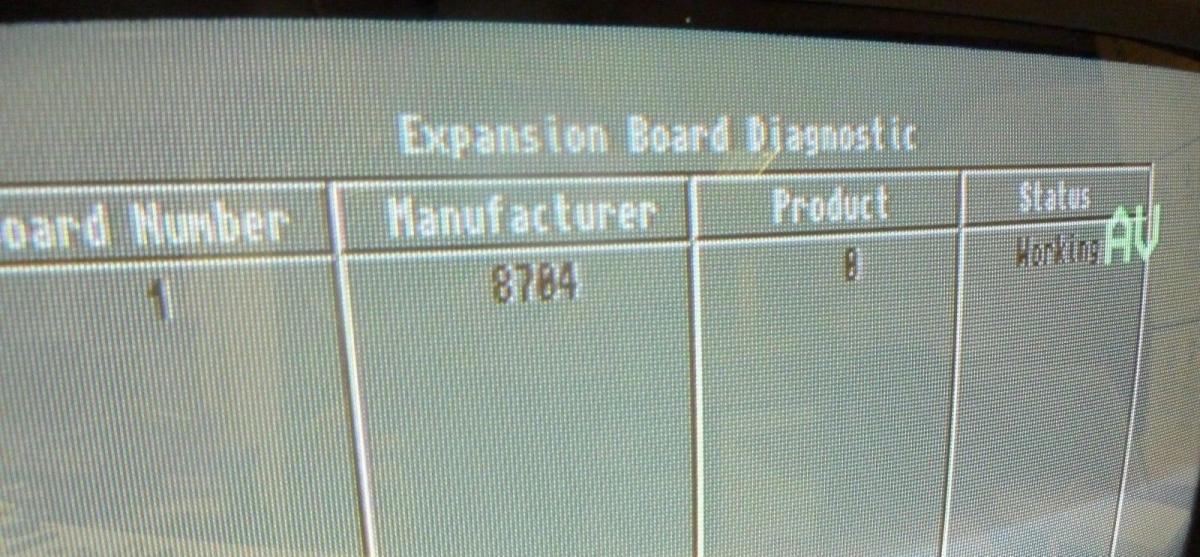 Expansion Board Diagnostic
oard Number Manufacturer Product Status
1 8704 0 Working
AV